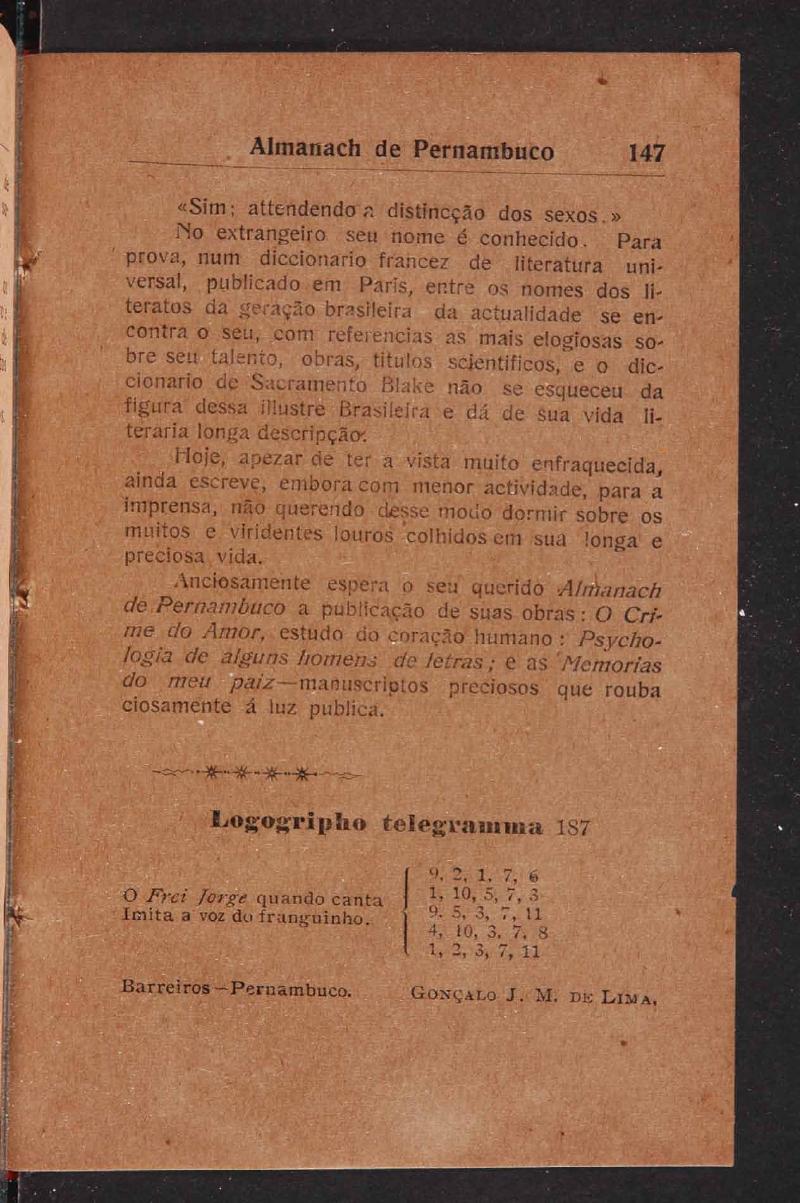 Almanach de Pernambuco 147
«Sim; attendendo a distincção dos sexos.»
No extrangeiro seu nome é conhecido. Para
prova, num diccionario francez de literatura uni-
versal, publicado em Paris, entre os nomes dos li-
teratos da geração brasileira da actualidade se en-
contra o seu, com referencias as mais elogiosas so-
bre seu talento, obras, titulos scientificos, e o dic-
cionario de Sacramento Blake não se esqueceu da
figura dessa illustre Brasileira e dá de sua vida li-
teraria longa descripção.
Hoje, apezar de ter a vista muito enfraquecida,
ainda escreve, embora com menor actividade, para a
imprensa, não querendo desse modo dormir sobre os
muitos e viridentes louros colhidos em sua longa e
preciosa vida.
Anciosamente espera o seu querido Almanach
de Pernambuco a publicação de suas obras: O Cri-
me do Amor, estudo do coração humano: Psycho-
logia de alguns homens de letras; e as Memorias
do meu paiz—manuscriptos preciosos que rouba
ciosamente á luz publica.
Logogripho telegramma 187
9, 2, 1, 7, 6
O Frei Jorge quando canta 1, 10, 5, 7, 3
Imita a voz do franguinho. 9, 5, 3, 7, 11
4, 10, 3, 7, 8
1, 2, 3, 7, 11
Barreiros—Pernambuco. GONÇALO J. M. DE LIMA.